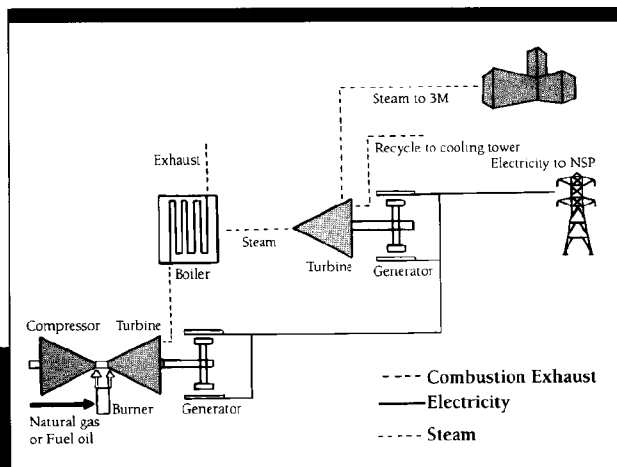 Steam to 3M
Recycle to cooling tower
Exhaust
Electricity to NSP
Steam
Boiler
Turbine
Generator
Compressor
Turbine
Burner
Generator
Natural gas
or Fuel oil
Combustion Exhaust
Electricity
Steam